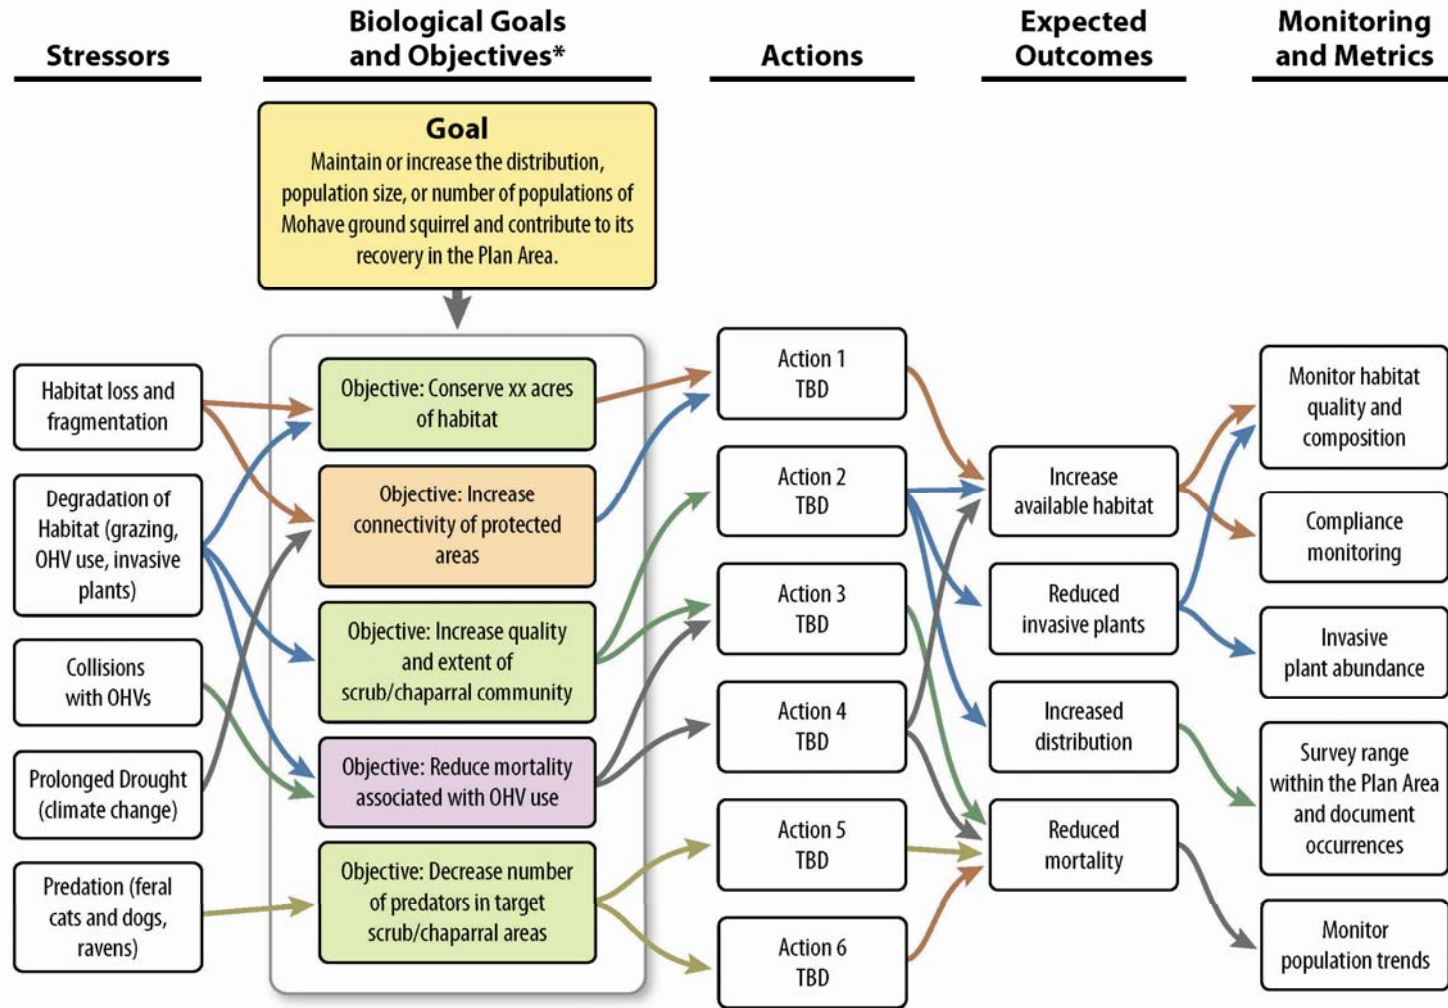 Stressors
Biological Goals
and Objectives*
Actions
Expected
Outcomes
Monitoring
and Metrics
Goal
Maintain or increase the distribution,
population size, or number of populations of
Mohave ground squirrel and contribute to its
recovery in the Plan Area.
Habitat loss and
fragmentation
Degradation of
Habitat (grazing,
OHV use, invasive
plants)
Collisions
with OHVs
Prolonged Drought
(climate change)
Predation (feral
cats and dogs,
ravens)
Objective: Conserve xx acres
of habitat
Objective: Increase
connectivity of protected
areas
Objective: Increase quality
and extent of
scrub/chaparral community
Objective: Reduce mortality
associated with OHV use
Objective: Decrease number
of predators in target
scrub/chaparral areas
Action 1
TBD
Action 2
TBD
Action 3
TBD
Action 4
TBD
Action 5
TBD
Action 6
TBD
Increase
available habitat
Reduced
invasive plants
Increased
distribution
Reduced
mortality
Monitor habitat
quality and
composition
Compliance
monitoring
Invasive
plant abundance
Survey range
within the Plan Area
and document
occurrences
Monitor
population trends